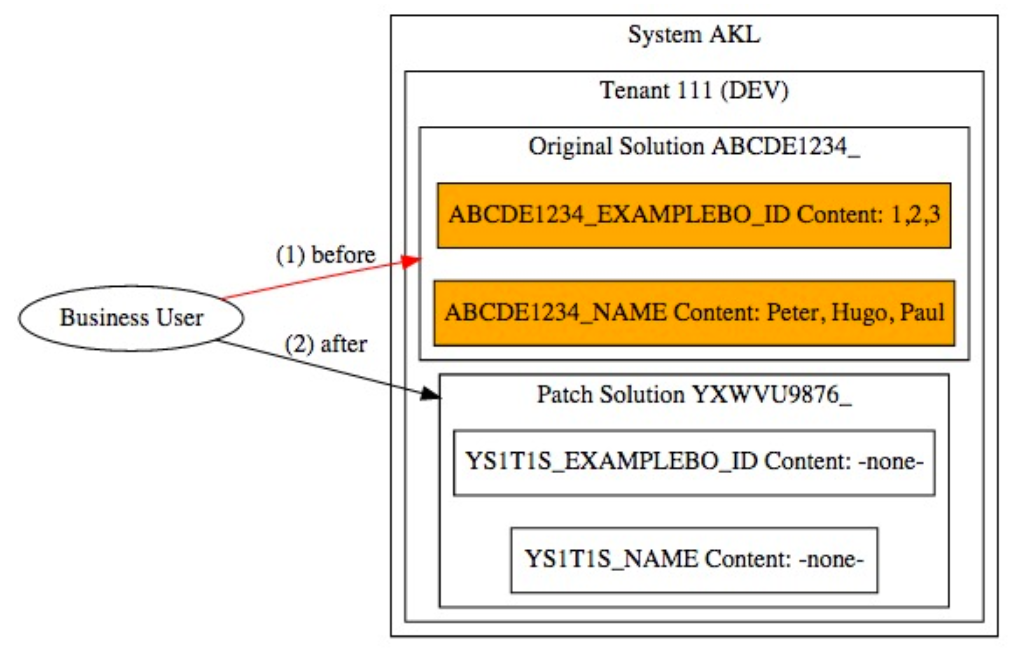 System AKL
Tenant 111 (DEV)
Original Solution ABCDE1234_
ABCDE1234_EXAMPLEBO_ID Content: 1,2,3
(1) before
ABCDE1234_NAME Content: Peter, Hugo, Paul
Business User
(2) after
Patch Solution YXWVU9876_
YS1T1S_EXAMPLEBO_ID Content: -none-
YS1T1S_NAME Content: -none-